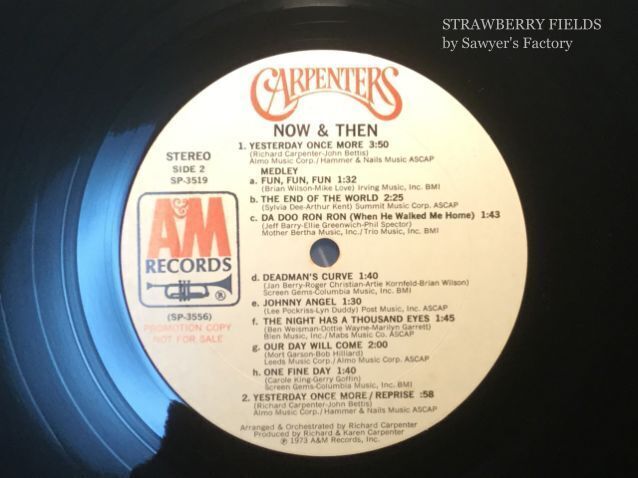 STRAWBERRY FIELDS
by Sawyer's Factory
CARPENTERS
NOW & THEN
STEREO
SIDE 2
SP-3519
A&M
RECORDS
®
(SP-3556)
PROMOTION COPY
NOT FOR SALE
1. YESTERDAY ONCE MORE 3:50
(Richard Carpenter-John Bettis)
Almo Music Corp./Hammer & Nails Music ASCAP
MEDLEY
a. FUN, FUN, FUN 1:32
(Brian Wilson-Mike Love) Irving Music, Inc. BMI
b. THE END OF THE WORLD 2:25
(Sylvia Dee-Arthur Kent) Summit Music Corp. ASCAP
c. DA DOO RON RON (When He Walked Me Home) 1:43
(Jeff Barry-Ellie Greenwich-Phil Spector)
Mother Bertha Music, Inc./Trio Music, Inc. BMI
d. DEADMAN'S CURVE 1:40
(Jan Berry-Roger Christian-Artie Kornfeld-Brian Wilson)
Screen Gems-Columbia Music, Inc. BMI
e. JOHNNY ANGEL 1:30
(Lee Pockriss-Lyn Duddy) Post Music, Inc. ASCAP
f. THE NIGHT HAS A THOUSAND EYES 1:45
(Ben Weisman-Dottie Wayne-Marilyn Garrett)
Blen Music, Inc./Mabs Music Co. ASCAP
g. OUR DAY WILL COME 2:00
(Mort Garson-Bob Hilliard)
Leeds Music Corp./Almo Music Corp. ASCAP
h. ONE FINE DAY 1:40
(Carole King-Gerry Goffin)
Screen Gems-Columbia Music, Inc. BMI
2. YESTERDAY ONCE MORE / REPRISE :58
(Richard Carpenter-John Bettis)
Almo Music Corp./Hammer & Nails Music ASCAP
Arranged & Orchestrated by Richard Carpenter
Produced by Richard & Karen Carpenter
℗ 1973 A&M Records, Inc.